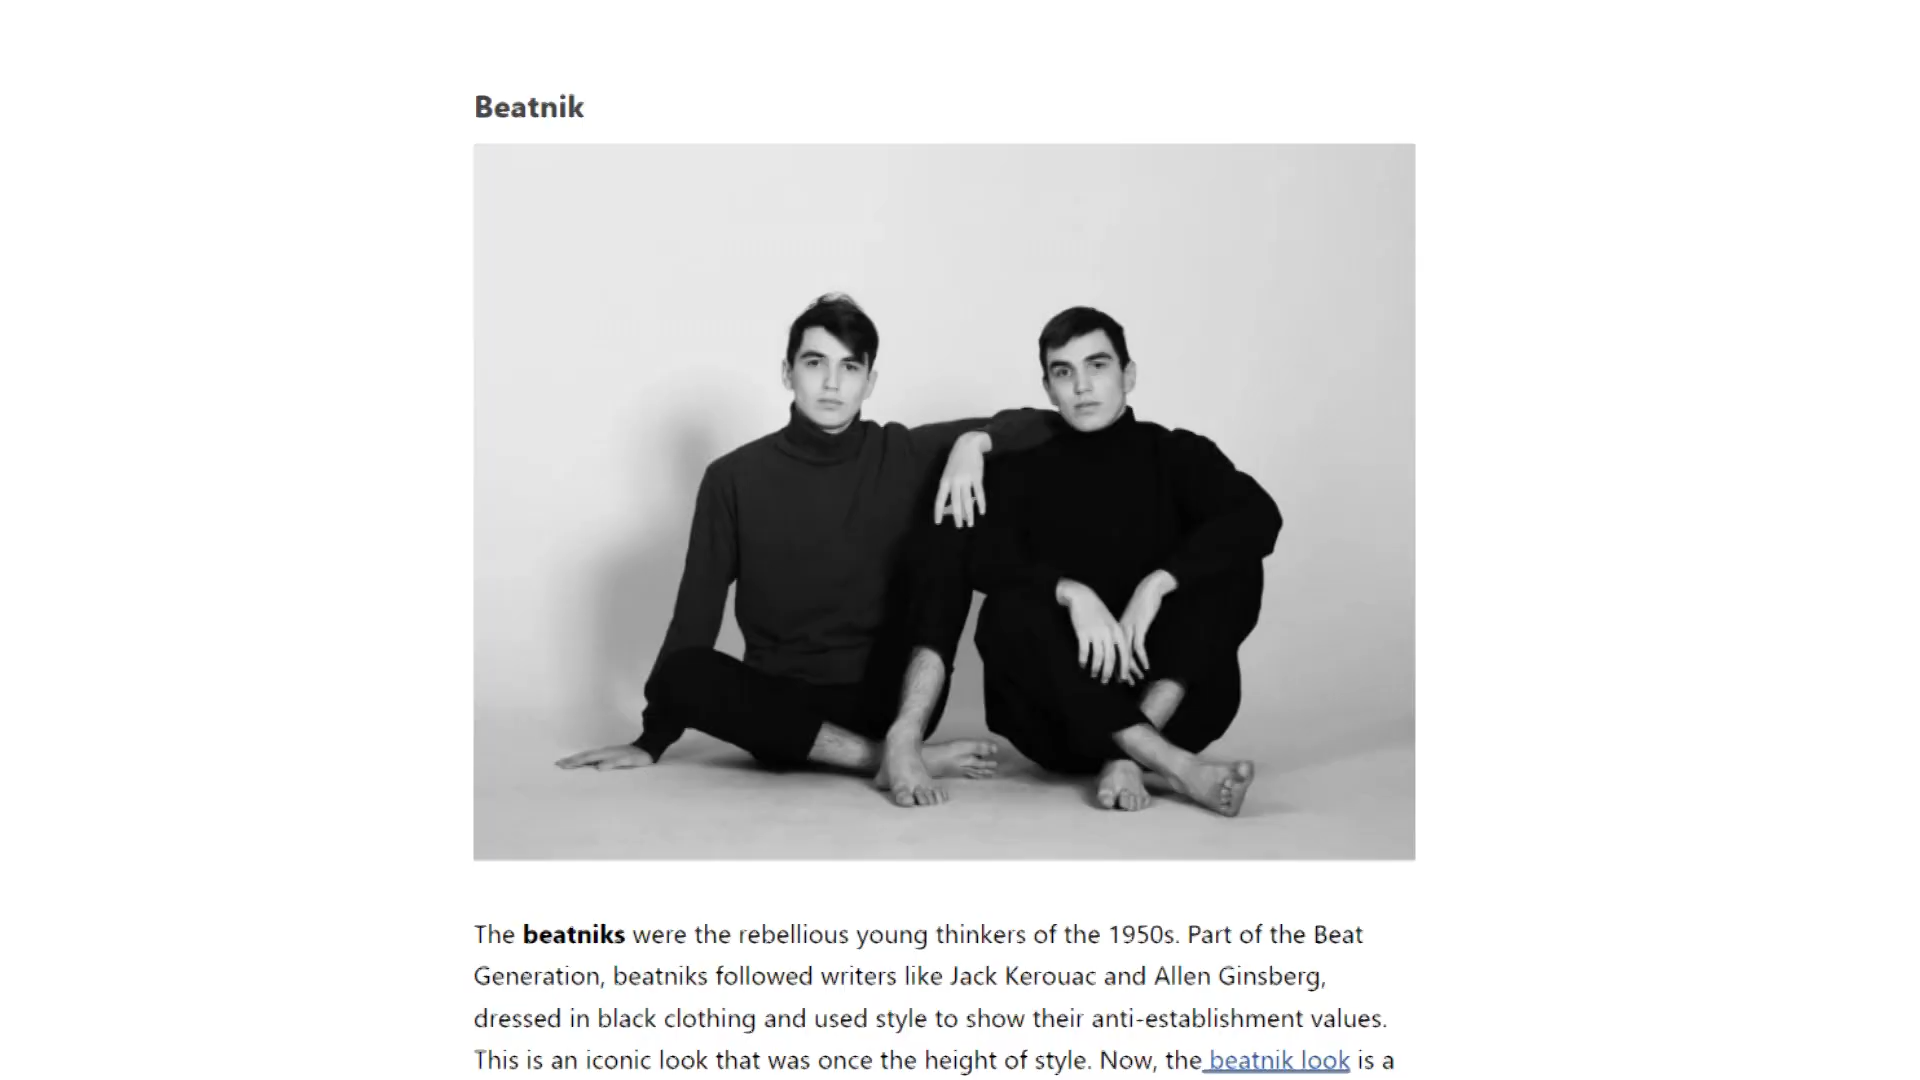 Beatnik
The beatniks were the rebellious young thinkers of the 1950s. Part of the Beat
Generation, beatniks followed writers like Jack Kerouac and Allen Ginsberg,
dressed in black clothing and used style to show their anti-establishment values.
This is an iconic look that was once the height of style. Now, the beatnik look is a